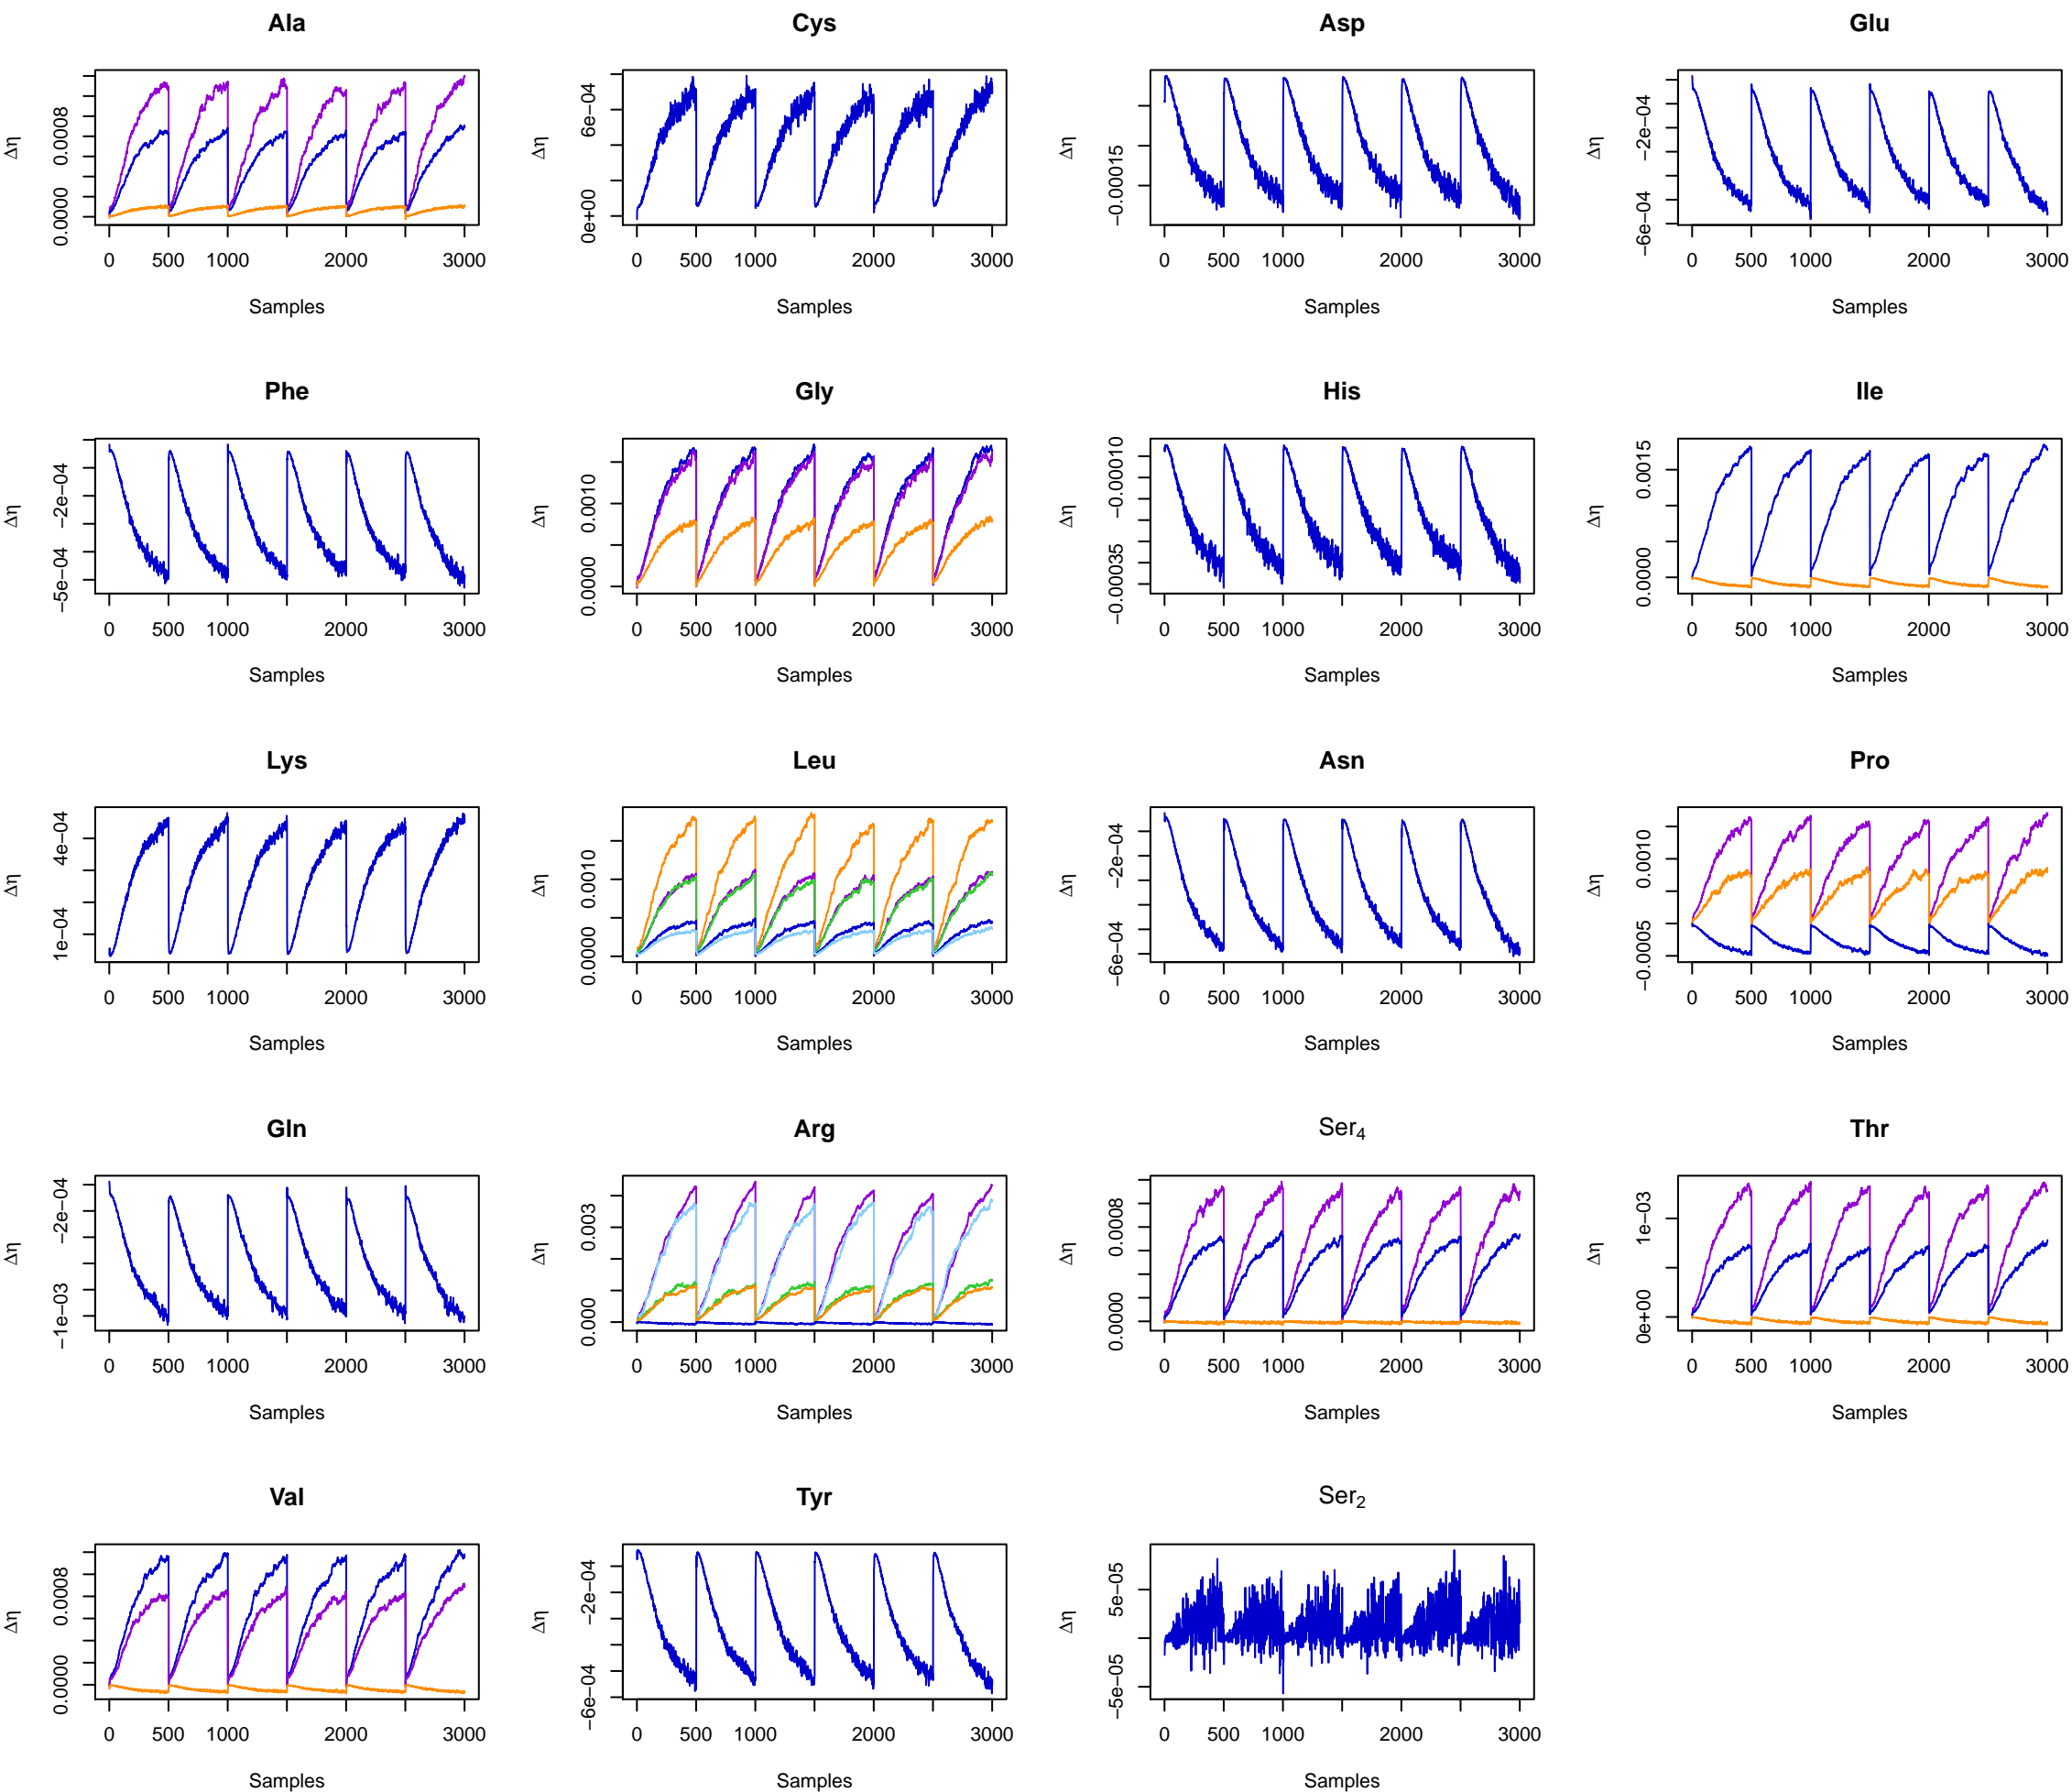 Ala
Δη
0.0000
0.0008
0
500
1000
2000
3000
Samples
Cys
Δη
0e+00
6e−04
0
500
1000
2000
3000
Samples
Asp
Δη
−0.00015
0
500
1000
2000
3000
Samples
Glu
Δη
−6e−04
−2e−04
0
500
1000
2000
3000
Samples
Phe
Δη
−5e−04
−2e−04
0
500
1000
2000
3000
Samples
Gly
Δη
0.0000
0.0010
0
500
1000
2000
3000
Samples
His
Δη
−0.00035
−0.00010
0
500
1000
2000
3000
Samples
Ile
Δη
0.0000
0.0015
0
500
1000
2000
3000
Samples
Lys
Δη
1e−04
4e−04
0
500
1000
2000
3000
Samples
Leu
Δη
0.0000
0.0010
0
500
1000
2000
3000
Samples
Asn
Δη
−6e−04
−2e−04
0
500
1000
2000
3000
Samples
Pro
Δη
−0.0005
0.0010
0
500
1000
2000
3000
Samples
Gln
Δη
−1e−03
−2e−04
0
500
1000
2000
3000
Samples
Arg
Δη
0.000
0.003
0
500
1000
2000
3000
Samples
Ser₄
Δη
0.0000
0.0008
0
500
1000
2000
3000
Samples
Thr
Δη
0e+00
1e−03
0
500
1000
2000
3000
Samples
Val
Δη
0.0000
0.0008
0
500
1000
2000
3000
Samples
Tyr
Δη
−6e−04
−2e−04
0
500
1000
2000
3000
Samples
Ser₂
Δη
−5e−05
5e−05
0
500
1000
2000
3000
Samples